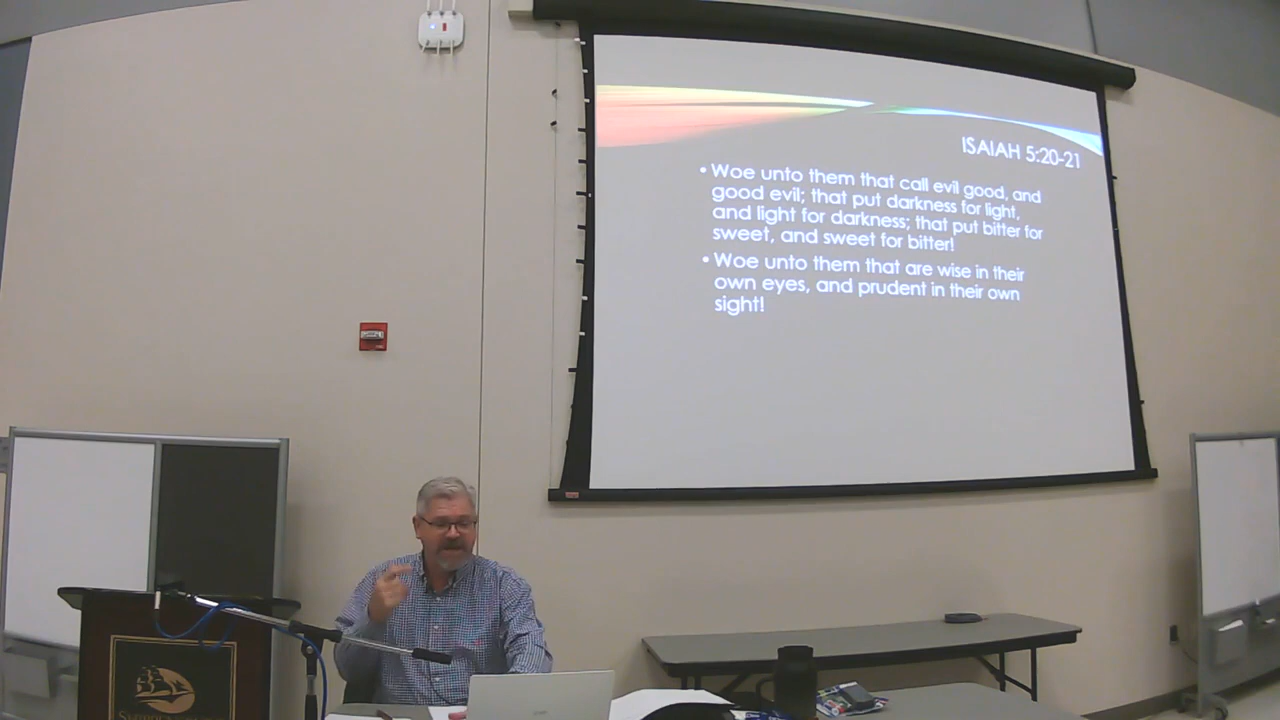 ISAIAH 5:20-21
• Woe unto them that call evil good, and
good evil; that put darkness for light,
and light for darkness; that put bitter for
sweet, and sweet for bitter!
• Woe unto them that are wise in their
own eyes, and prudent in their own
sight!